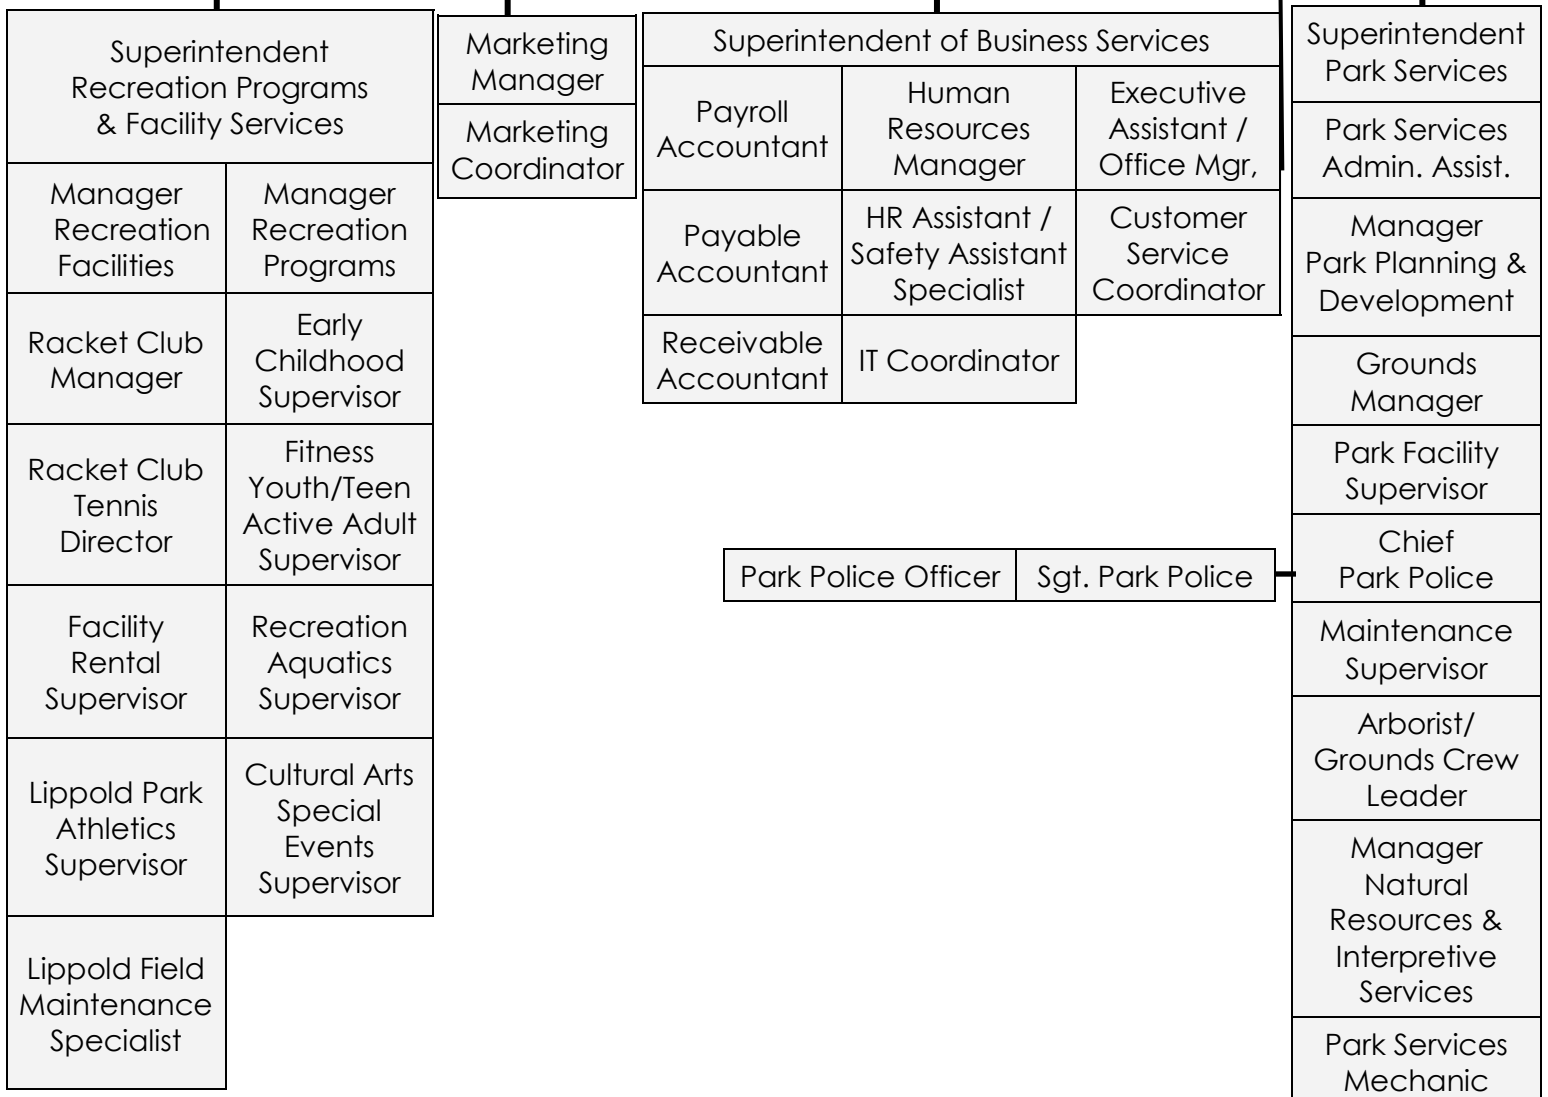 Superintendent
Recreation Programs
& Facility Services
Manager
Recreation
Facilities
Manager
Recreation
Programs
Racket Club
Manager
Early
Childhood
Supervisor
Racket Club
Tennis
Director
Fitness
Youth/Teen
Active Adult
Supervisor
Facility
Rental
Supervisor
Recreation
Aquatics
Supervisor
Lippold Park
Athletics
Supervisor
Cultural Arts
Special
Events
Supervisor
Lippold Field
Maintenance
Specialist
Marketing
Manager
Marketing
Coordinator
Superintendent of Business Services
Payroll
Accountant
Human
Resources
Manager
Executive
Assistant /
Office Mgr,
Payable
Accountant
HR Assistant /
Safety Assistant
Specialist
Customer
Service
Coordinator
Receivable
Accountant
IT Coordinator
Park Police Officer
Sgt. Park Police
Superintendent
Park Services
Park Services
Admin. Assist.
Manager
Park Planning &
Development
Grounds
Manager
Park Facility
Supervisor
Chief
Park Police
Maintenance
Supervisor
Arborist/
Grounds Crew
Leader
Manager
Natural
Resources &
Interpretive
Services
Park Services
Mechanic